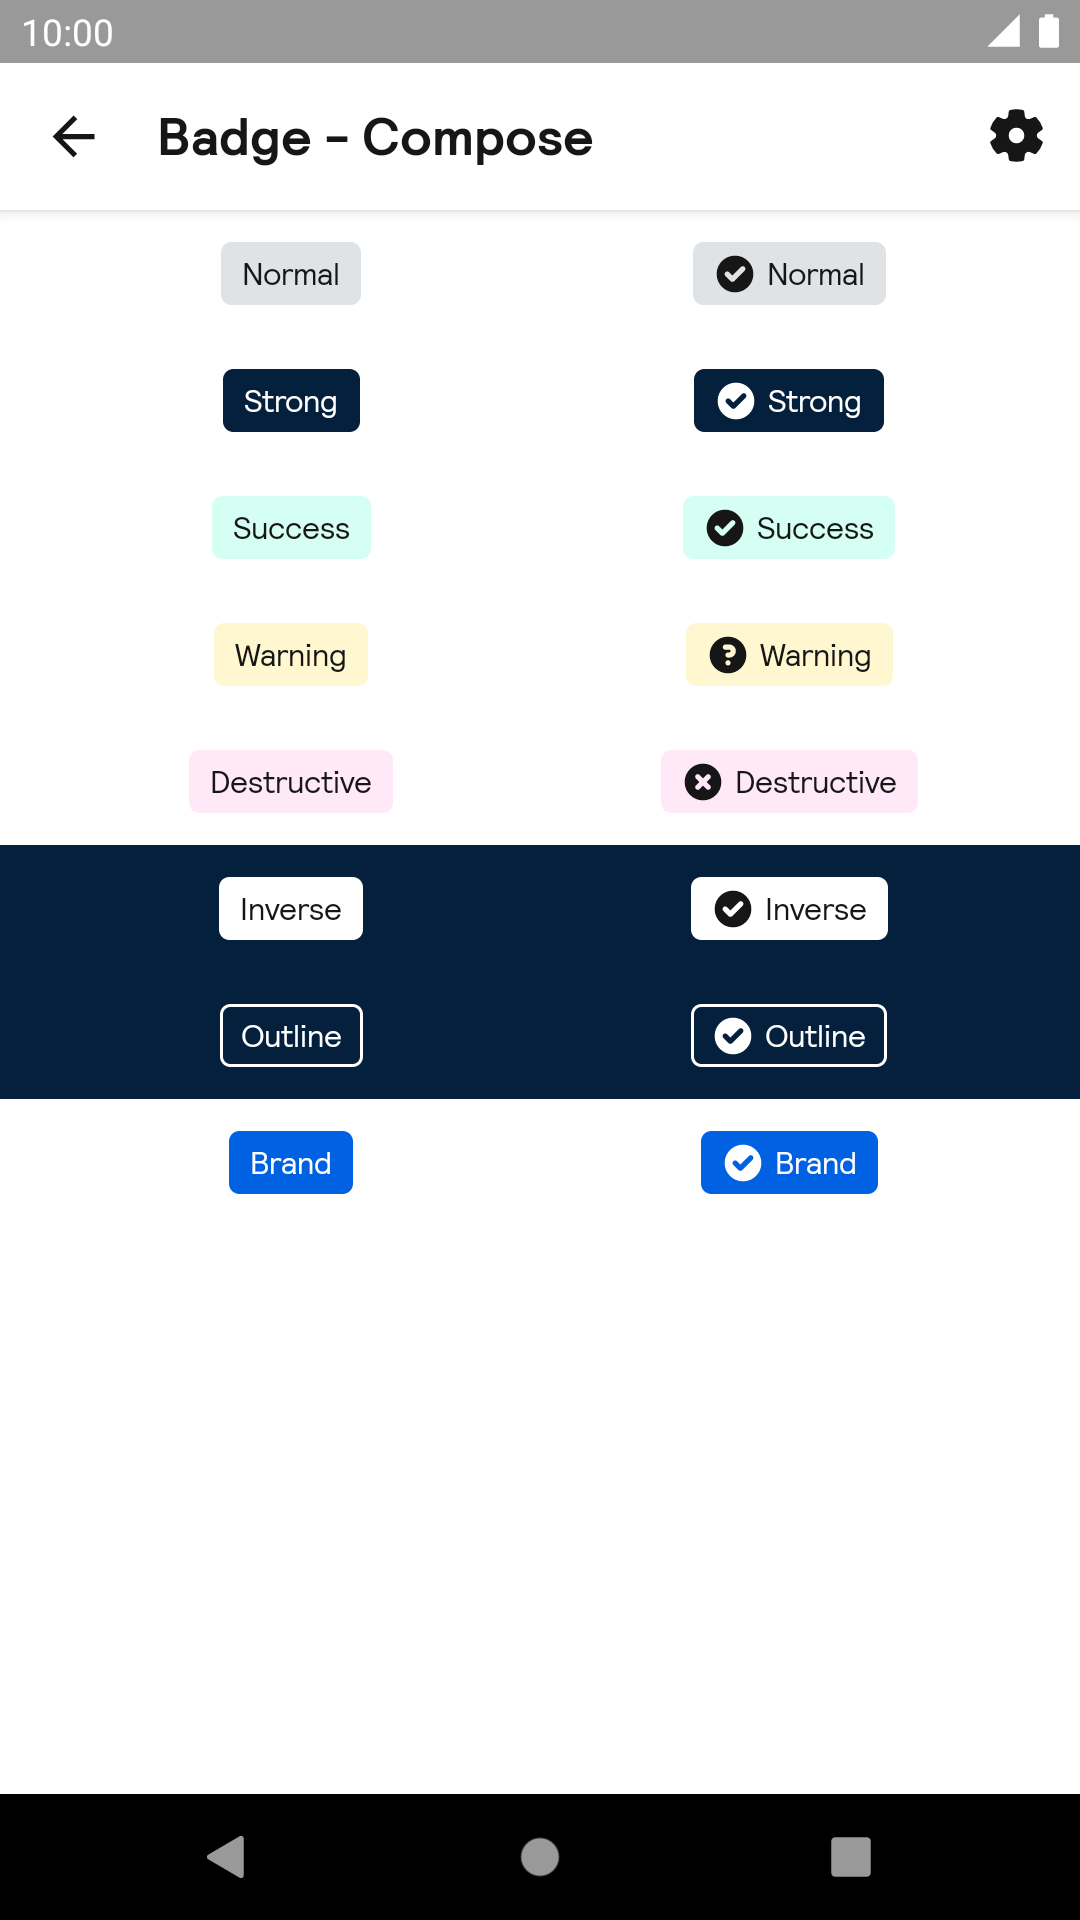 10:00
Badge - Compose
Normal Normal
Strong Strong
Success Success
Warning Warning
Destructive Destructive
Inverse Inverse
Outline Outline
Brand Brand